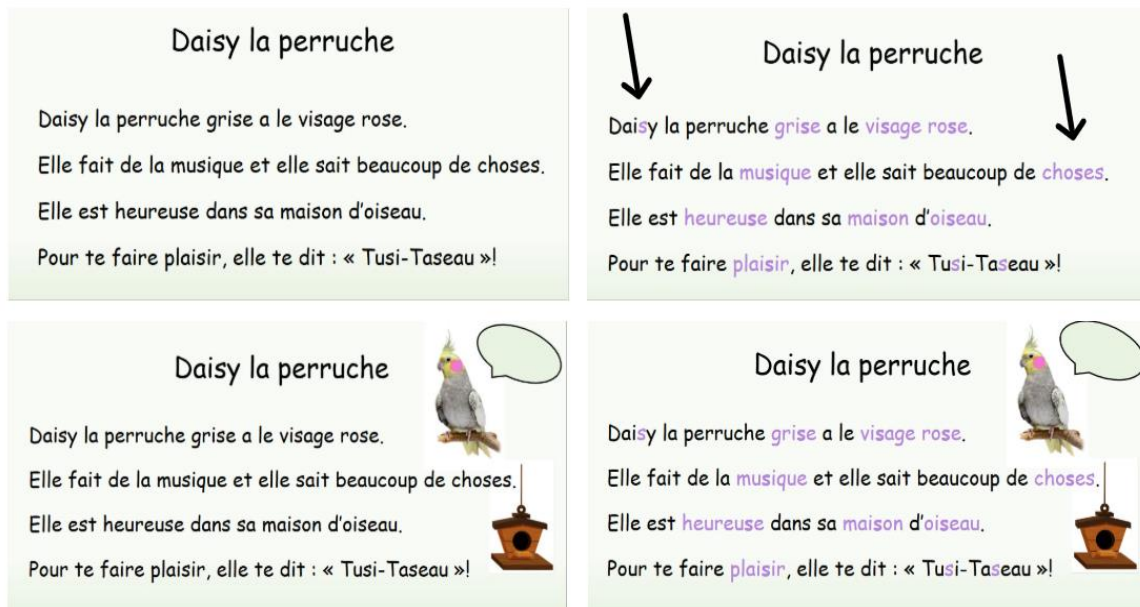 Daisy la perruche
Daisy la perruche grise a le visage rose.
Elle fait de la musique et elle sait beaucoup de choses.
Elle est heureuse dans sa maison d'oiseau.
Pour te faire plaisir, elle te dit : « Tusi-Taseau »!
Daisy la perruche
Daisy la perruche grise a le visage rose.
Elle fait de la musique et elle sait beaucoup de choses.
Elle est heureuse dans sa maison d'oiseau.
Pour te faire plaisir, elle te dit : « Tusi-Taseau »!
Daisy la perruche
Daisy la perruche grise a le visage rose.
Elle fait de la musique et elle sait beaucoup de choses.
Elle est heureuse dans sa maison d'oiseau.
Pour te faire plaisir, elle te dit : « Tusi-Taseau »!
Daisy la perruche
Daisy la perruche grise a le visage rose.
Elle fait de la musique et elle sait beaucoup de choses.
Elle est heureuse dans sa maison d'oiseau.
Pour te faire plaisir, elle te dit : « Tusi-Taseau »!